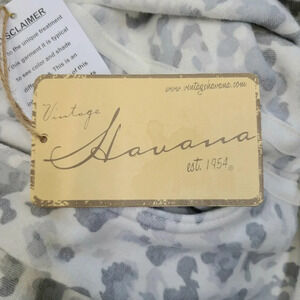 SCLAIMER
to the unique treatment
This garment it is typical
to see color and shade
This is an
www.vintagehavana.com
Vintage
Havana
est. 1954®